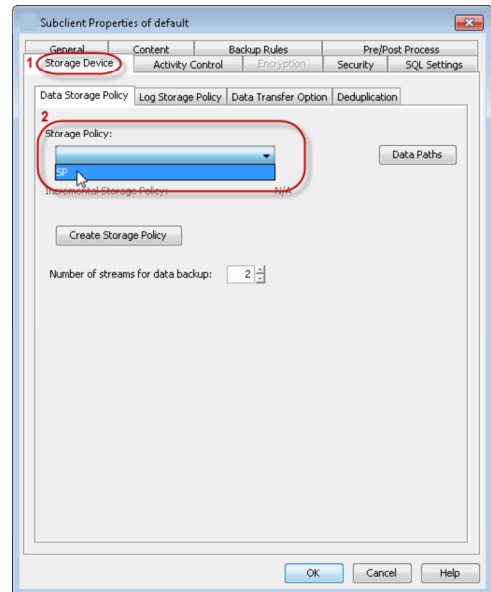 Subclient Properties of default
General Content Backup Rules Pre/Post Process
1 Storage Device Activity Control Encryption Security SQL Settings
Data Storage Policy Log Storage Policy Data Transfer Option Deduplication
2
Storage Policy:
Data Paths
SP
Incremental Storage Policy: N/A
Create Storage Policy
Number of streams for data backup: 2
OK Cancel Help